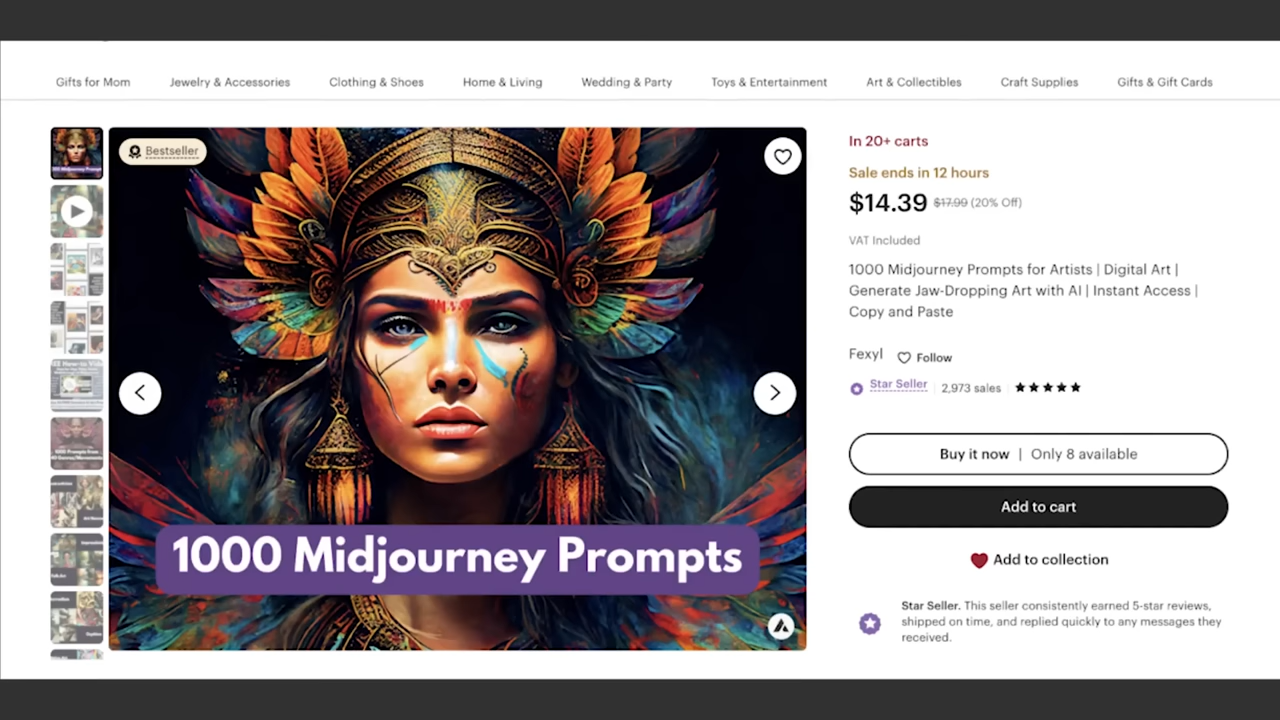 Gifts for Mom
Jewelry & Accessories
Clothing & Shoes
Home & Living
Wedding & Party
Toys & Entertainment
Art & Collectibles
Craft Supplies
Gifts & Gift Cards
Bestseller
1000 Midjourney Prompts
In 20+ carts
Sale ends in 12 hours
$14.39 $17.99 (20% Off)
VAT Included
1000 Midjourney Prompts for Artists | Digital Art |
Generate Jaw-Dropping Art with AI | Instant Access |
Copy and Paste
Fexyl Follow
Star Seller | 2,973 sales
Buy it now | Only 8 available
Add to cart
Add to collection
Star Seller. This seller consistently earned 5-star reviews,
shipped on time, and replied quickly to any messages they
received.